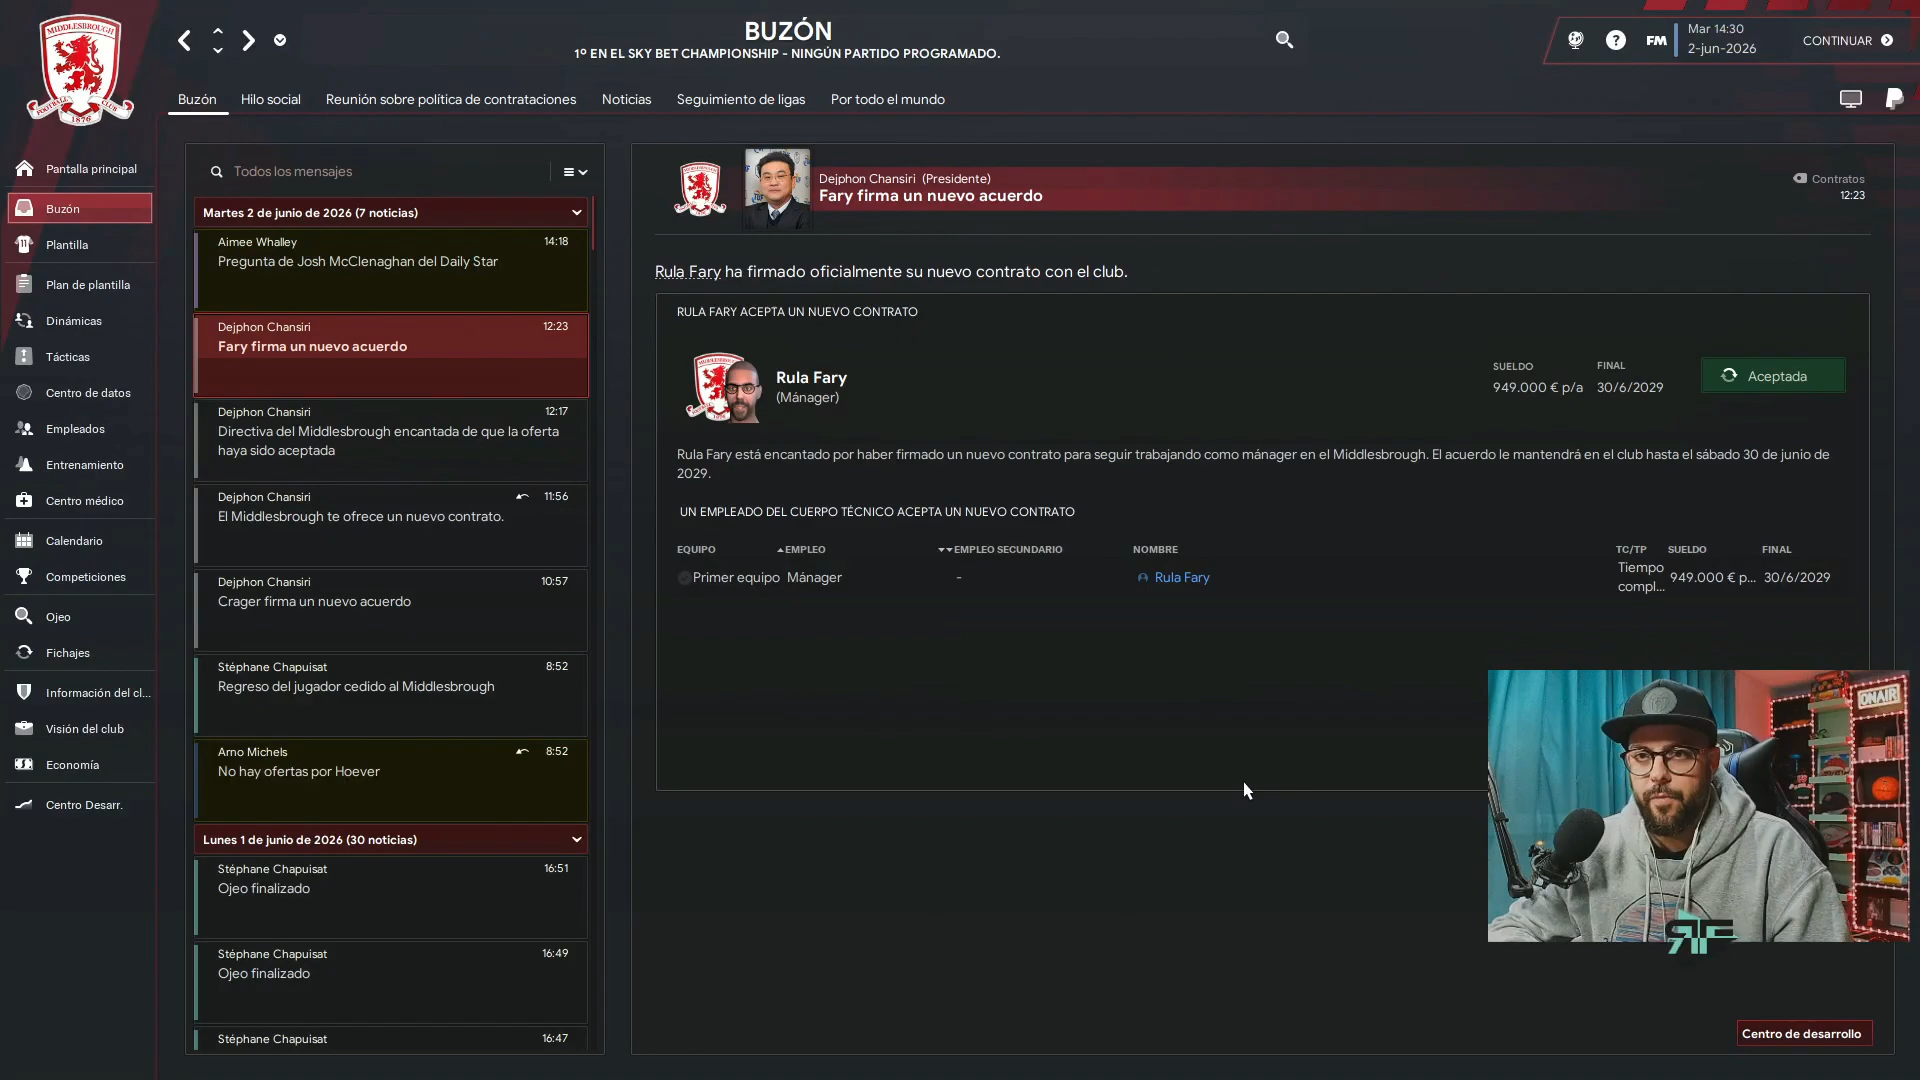 MIDDLESBROUGH
FOOTBALL CLUB
1876
BUZÓN
1º EN EL SKY BET CHAMPIONSHIP - NINGÚN PARTIDO PROGRAMADO.
FM
Mar 14:30
2-jun-2026
CONTINUAR
Buzón
Hilo social
Reunión sobre política de contrataciones
Noticias
Seguimiento de ligas
Por todo el mundo
Pantalla principal
Buzón
Plantilla
Plan de plantilla
Dinámicas
Tácticas
Centro de datos
Empleados
Entrenamiento
Centro médico
Calendario
Competiciones
Ojeo
Fichajes
Información del cl...
Visión del club
Economía
Centro Desarr.
Todos los mensajes
Martes 2 de junio de 2026 (7 noticias)
Aimee Whalley 14:18
Pregunta de Josh McClenaghan del Daily Star
Dejphon Chansiri 12:23
Fary firma un nuevo acuerdo
Dejphon Chansiri 12:17
Directiva del Middlesbrough encantada de que la oferta
haya sido aceptada
Dejphon Chansiri 11:56
El Middlesbrough te ofrece un nuevo contrato.
Dejphon Chansiri 10:57
Crager firma un nuevo acuerdo
Stéphane Chapuisat 8:52
Regreso del jugador cedido al Middlesbrough
Arno Michels 8:52
No hay ofertas por Hoever
Lunes 1 de junio de 2026 (30 noticias)
Stéphane Chapuisat 16:51
Ojeo finalizado
Stéphane Chapuisat 16:49
Ojeo finalizado
Stéphane Chapuisat 16:47
Dejphon Chansiri (Presidente)
Fary firma un nuevo acuerdo
Contratos
12:23
Rula Fary ha firmado oficialmente su nuevo contrato con el club.
RULA FARY ACEPTA UN NUEVO CONTRATO
Rula Fary
(Mánager)
SUELDO
949.000 € p/a
FINAL
30/6/2029
Aceptada
Rula Fary está encantado por haber firmado un nuevo contrato para seguir trabajando como mánager en el Middlesbrough. El acuerdo le mantendrá en el club hasta el sábado 30 de junio de
2029.
UN EMPLEADO DEL CUERPO TÉCNICO ACEPTA UN NUEVO CONTRATO
EQUIPO EMPLEO EMPLEO SECUNDARIO NOMBRE TC/TP SUELDO FINAL
Primer equipo Mánager - Rula Fary Tiempo compl... 949.000 € p... 30/6/2029
ON AIR
Centro de desarrollo